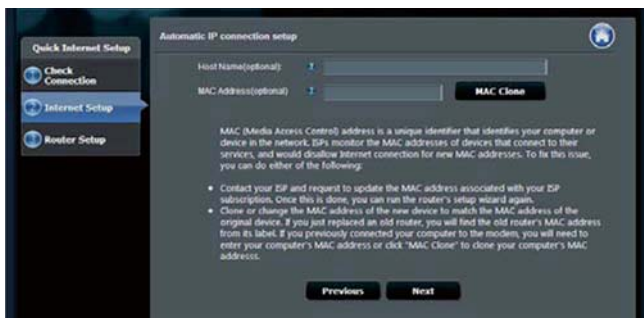 Quick Internet Setup
Check
Connection
Internet Setup
Router Setup
Automatic IP connection setup
Host Name(optional):
MAC Address(optional)
MAC Clone
MAC (Media Access Control) address is a unique identifier that identifies your computer or
device in the network. ISPs monitor the MAC addresses of devices that connect to their
services, and would disallow Internet connection for new MAC addresses. To fix this issue,
you can do either of the following:
• Contact your ISP and request to update the MAC address associated with your ISP
subscription. Once this is done, you can run the router's setup wizard again.
• Clone or change the MAC address of the new device to match the MAC address of the
original device. If you just replaced an old router, you will find the old router's MAC address
from its label. If you previously connected your computer to the modem, you will need to
enter your computer's MAC address or click "MAC Clone" to clone your computer's MAC
addresss.
Previous
Next